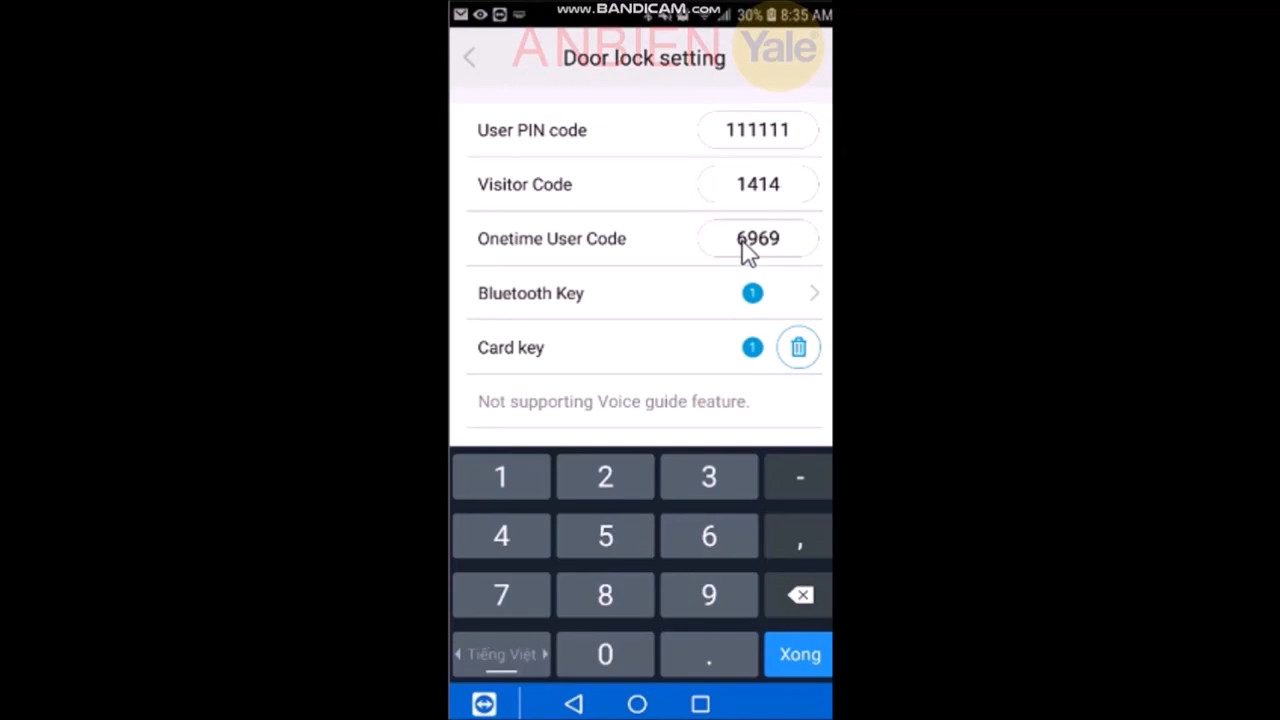 www.BANDICAM.com
30% 8:35 AM
ANBIEN
Door lock setting
Yale
User PIN code
111111
Visitor Code
1414
Onetime User Code
6969
Bluetooth Key
1
Card key
1
Not supporting Voice guide feature.
1 2 3 -
4 5 6 ,
7 8 9
Tiếng Việt 0 . Xong